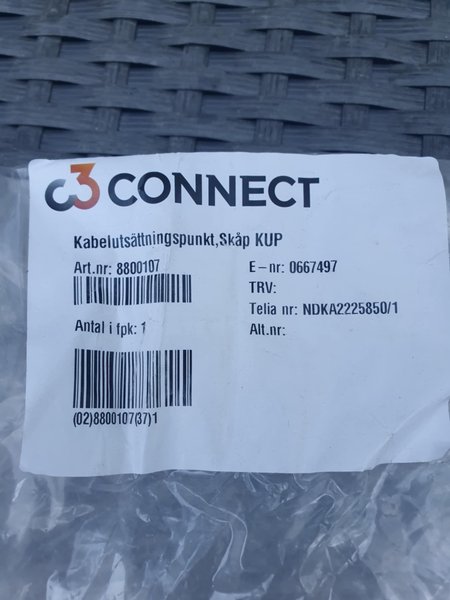 c3 CONNECT
Kabelutsättningspunkt,Skåp KUP
Art.nr: 8800107
E-nr: 0667497
TRV:
Telia nr: NDKA2225850/1
Antal i fpk: 1
Alt.nr:
(02)8800107(37)1